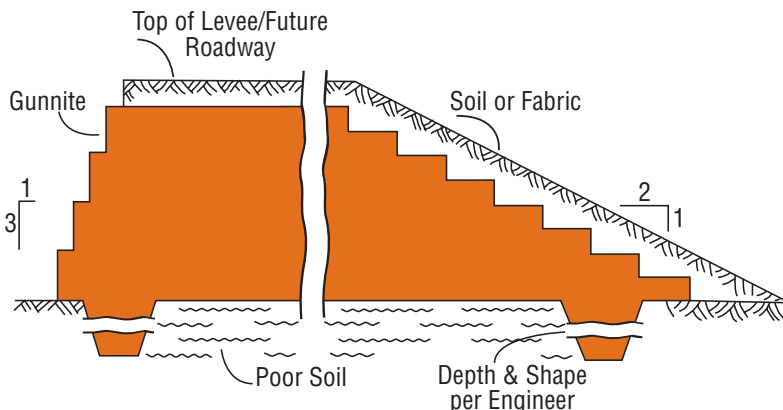 Top of Levee/Future
Roadway
Gunnite
Soil or Fabric
1
3
2
1
Poor Soil
Depth & Shape
per Engineer